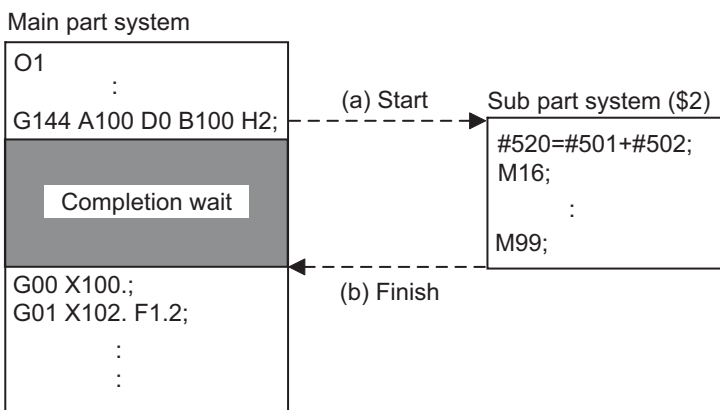 Main part system
O1
:
G144 A100 D0 B100 H2;
(a) Start
Sub part system ($2)
#520=#501+#502;
M16;
:
M99;
Completion wait
(b) Finish
G00 X100.;
G01 X102. F1.2;
:
: